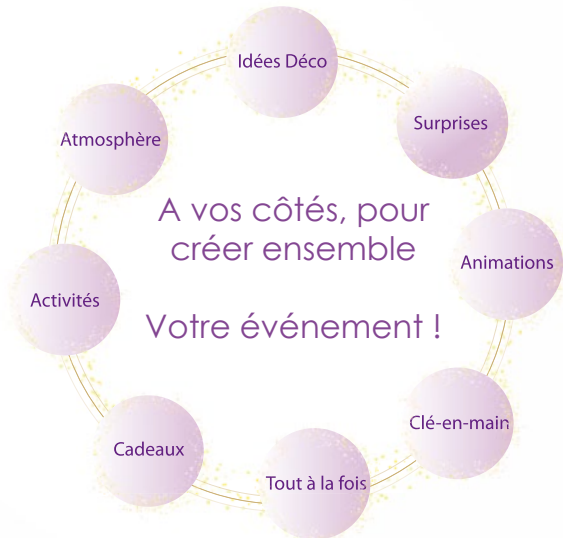 Idées Déco
Surprises
Atmosphère
A vos côtés, pour
créer ensemble
Animations
Activités
Votre événement !
Clé-en-main
Cadeaux
Tout à la fois